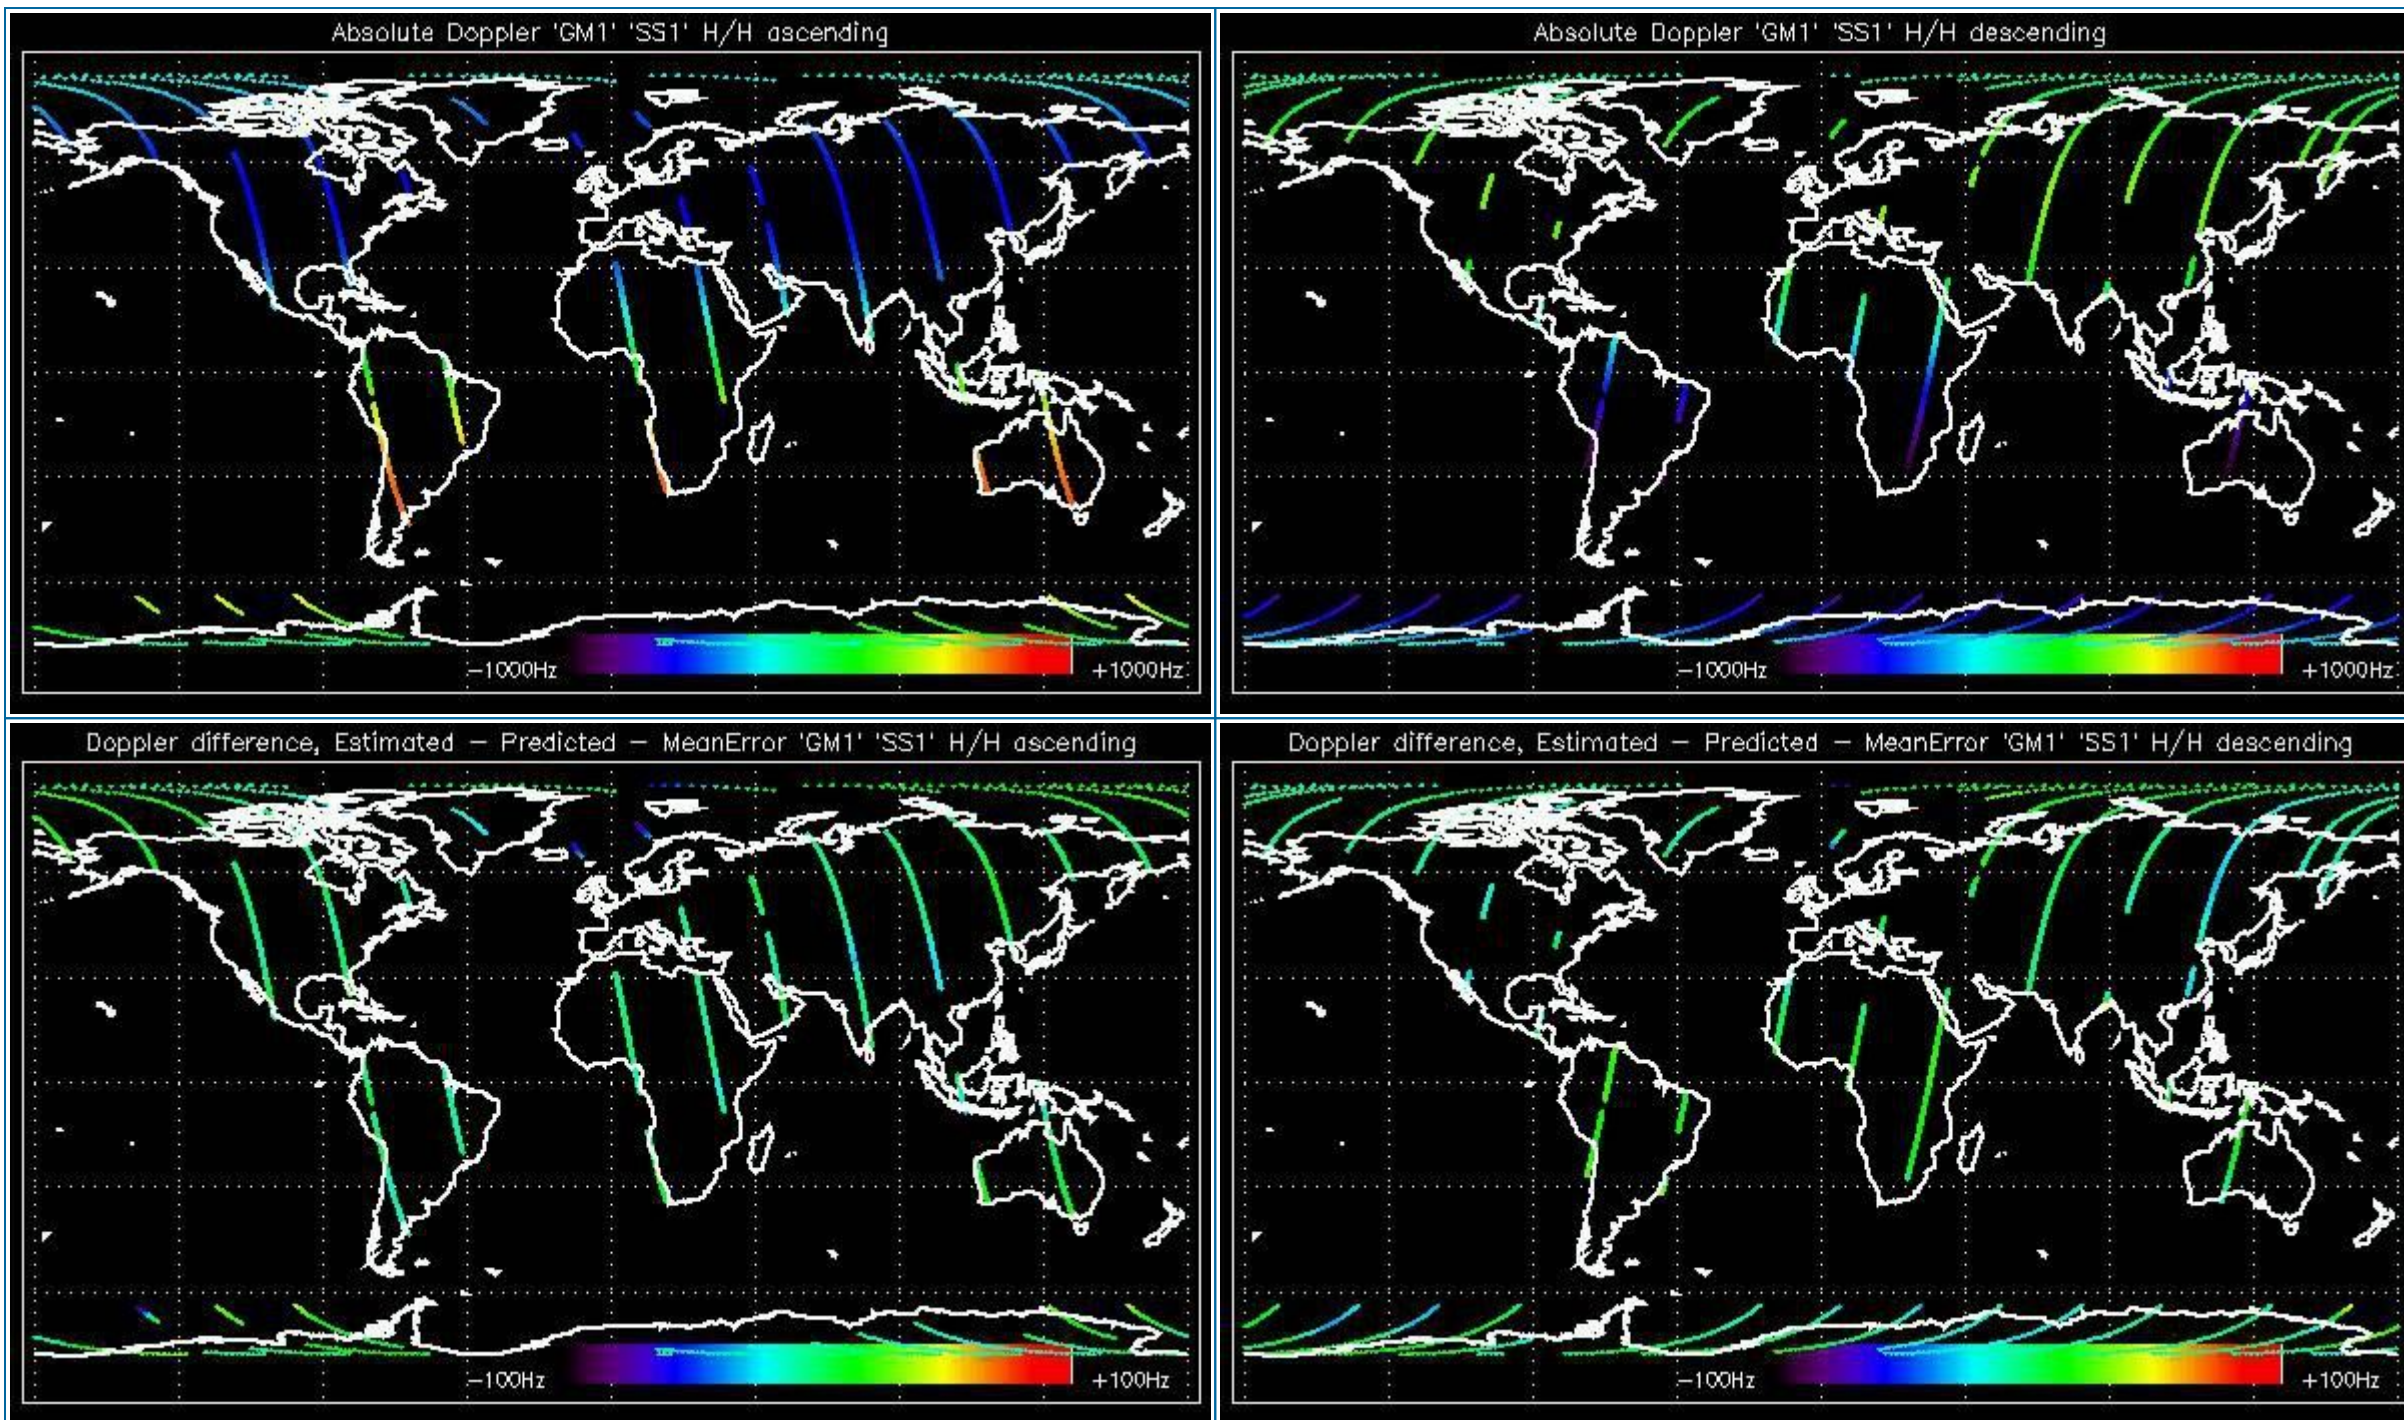 Absolute Doppler 'GM1' 'SS1' H/H ascending
−1000Hz +1000Hz
Absolute Doppler 'GM1' 'SS1' H/H descending
−1000Hz +1000Hz
Doppler difference, Estimated − Predicted − MeanError 'GM1' 'SS1' H/H ascending
−100Hz +100Hz
Doppler difference, Estimated − Predicted − MeanError 'GM1' 'SS1' H/H descending
−100Hz +100Hz